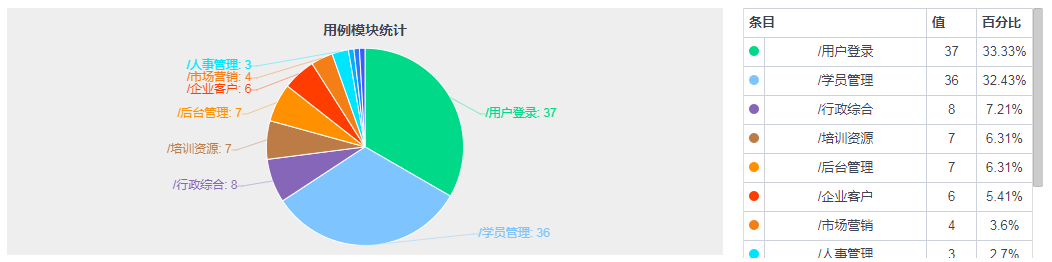 用例模块统计
/人事管理: 3
/市场营销: 4
/企业客户: 6
/后台管理: 7
/培训资源: 7
/行政综合: 8
/用户登录: 37
/学员管理: 36
条目 值 百分比
/用户登录 37 33.33%
/学员管理 36 32.43%
/行政综合 8 7.21%
/培训资源 7 6.31%
/后台管理 7 6.31%
/企业客户 6 5.41%
/市场营销 4 3.6%
/人事管理 3 2.7%